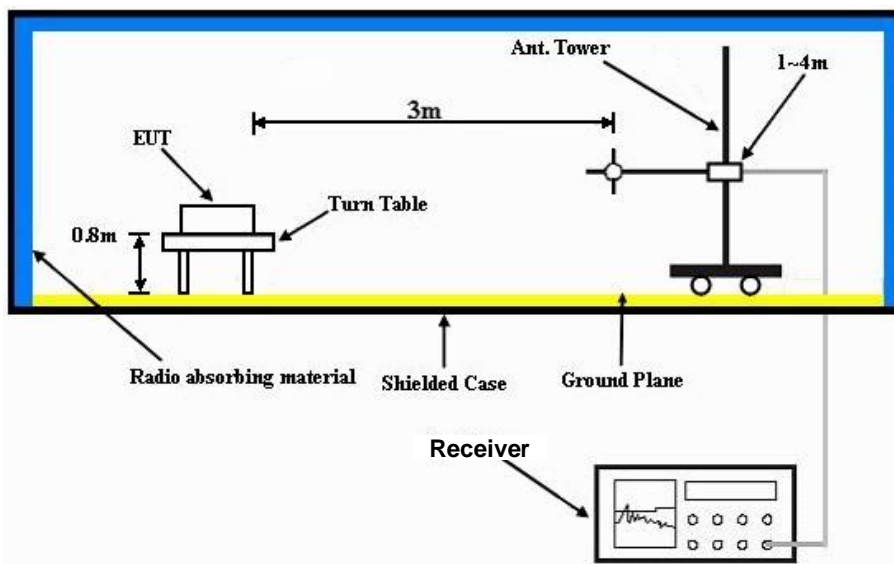 Ant. Tower
1~4m
3m
EUT
Turn Table
0.8m
Radio absorbing material
Shielded Case
Ground Plane
Receiver